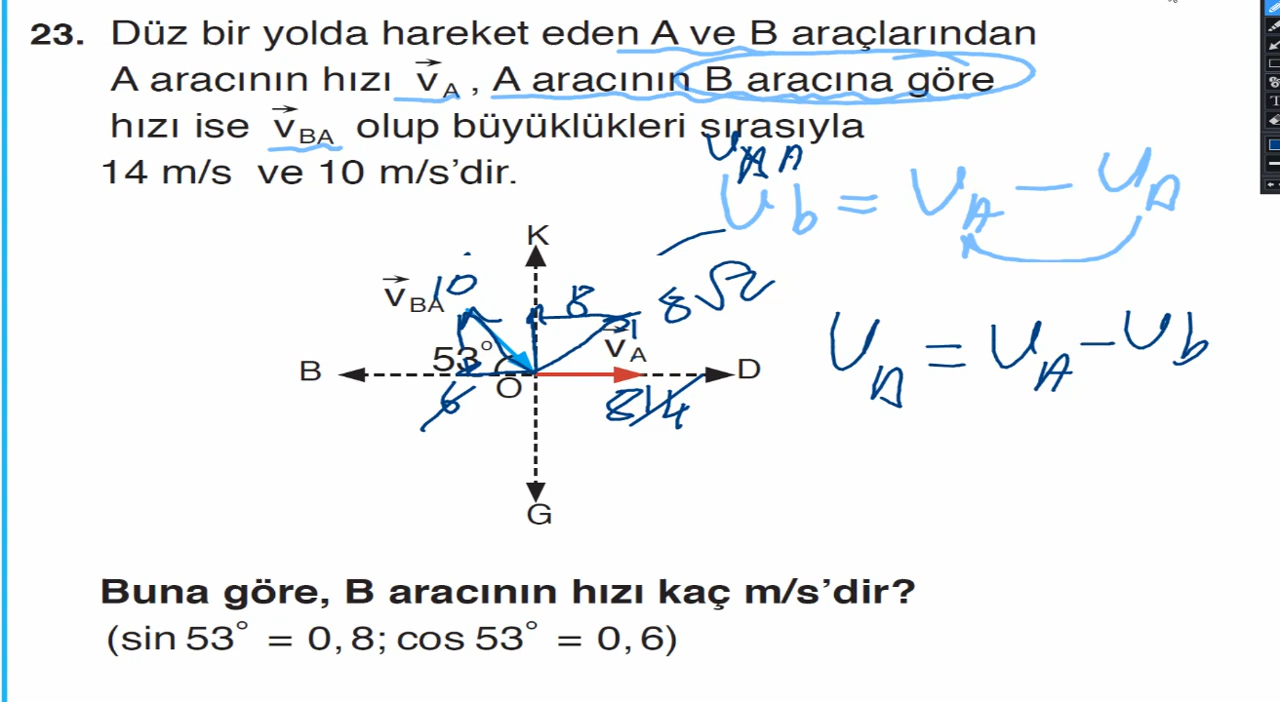 23. Düz bir yolda hareket eden A ve B araçlarından
A aracının hızı v⃗A , A aracının B aracına göre
hızı ise v⃗BA olup büyüklükleri sırasıyla
14 m/s ve 10 m/s’dir.
Ub = UA − UA
K
v⃗BA 10
8
8√2
53°
v⃗A
B
O
D
6
8 14
UA = UA − Ub
G
Buna göre, B aracının hızı kaç m/s’dir?
(sin 53° = 0,8; cos 53° = 0,6)